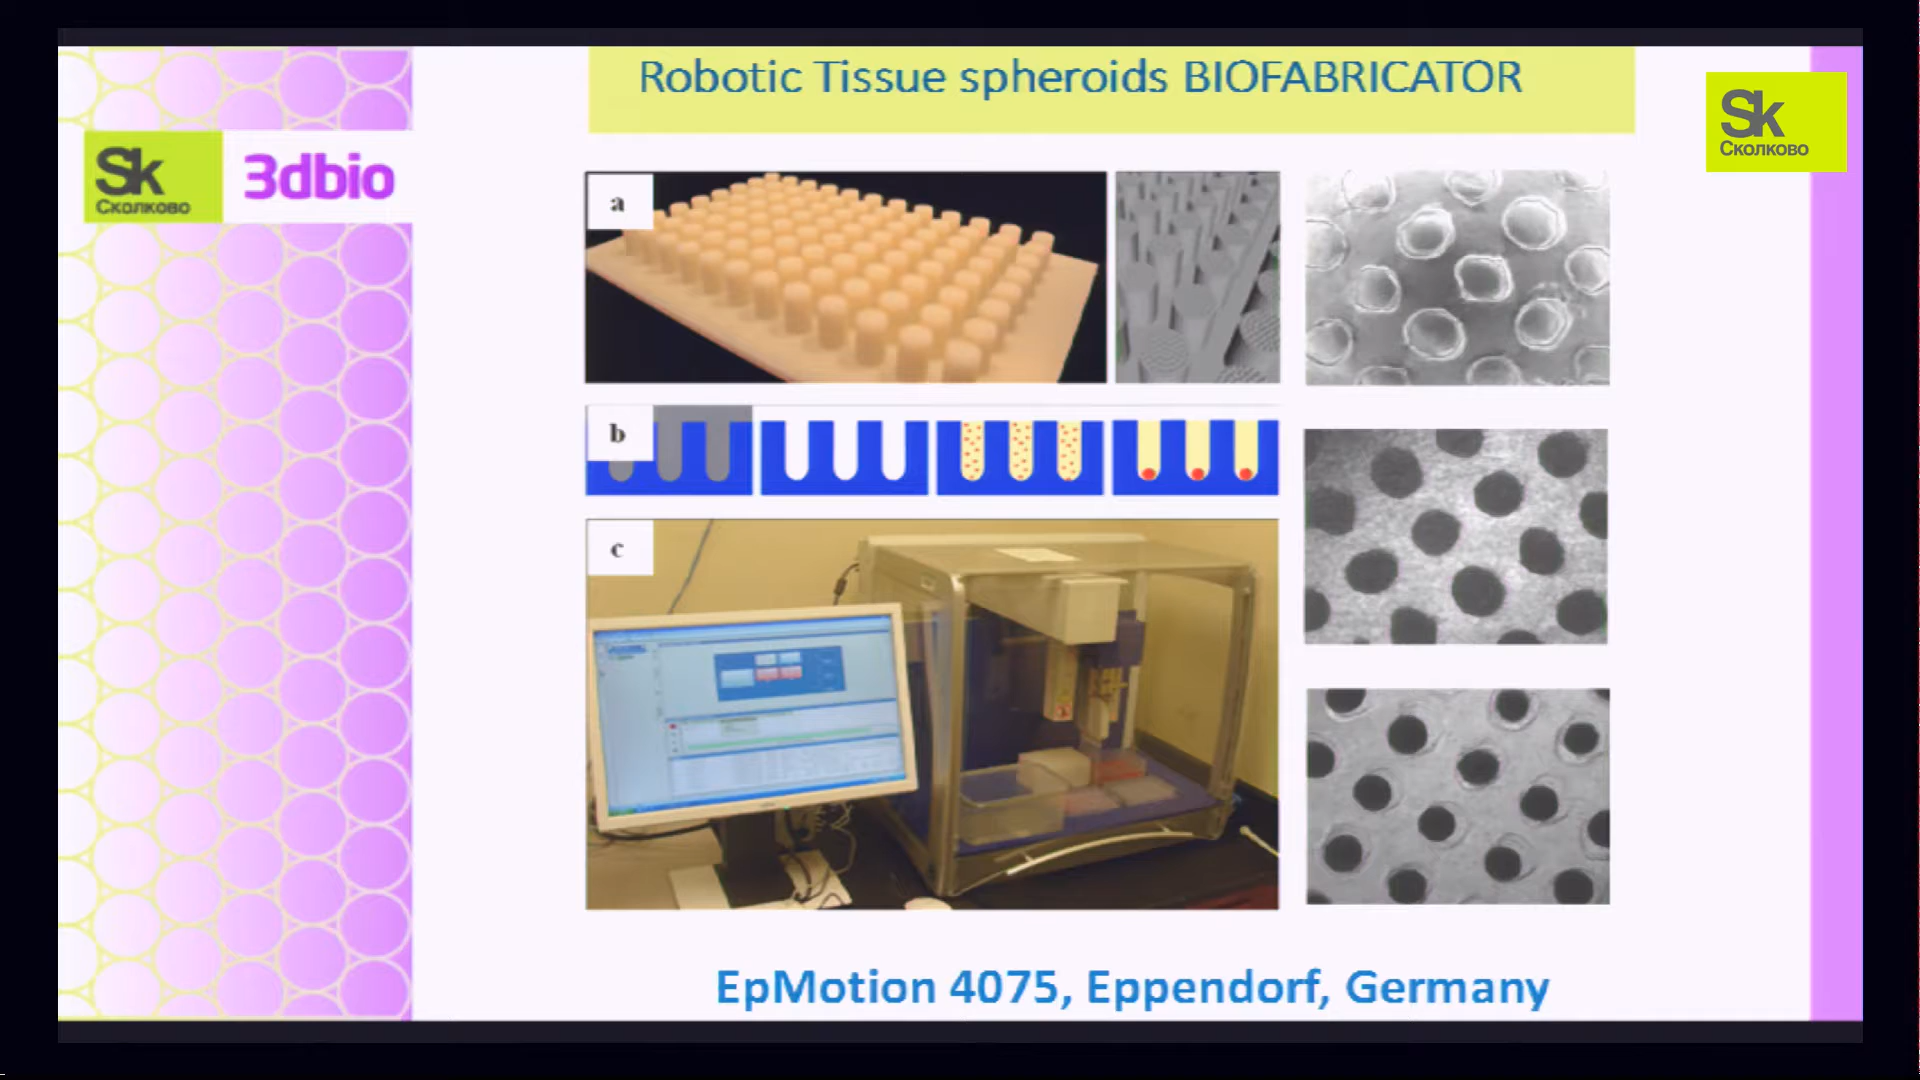 Robotic Tissue spheroids BIOFABRICATOR
Sk
Сколково
3dbio
Sk
Сколково
a
b
c
EpMotion 4075, Eppendorf, Germany